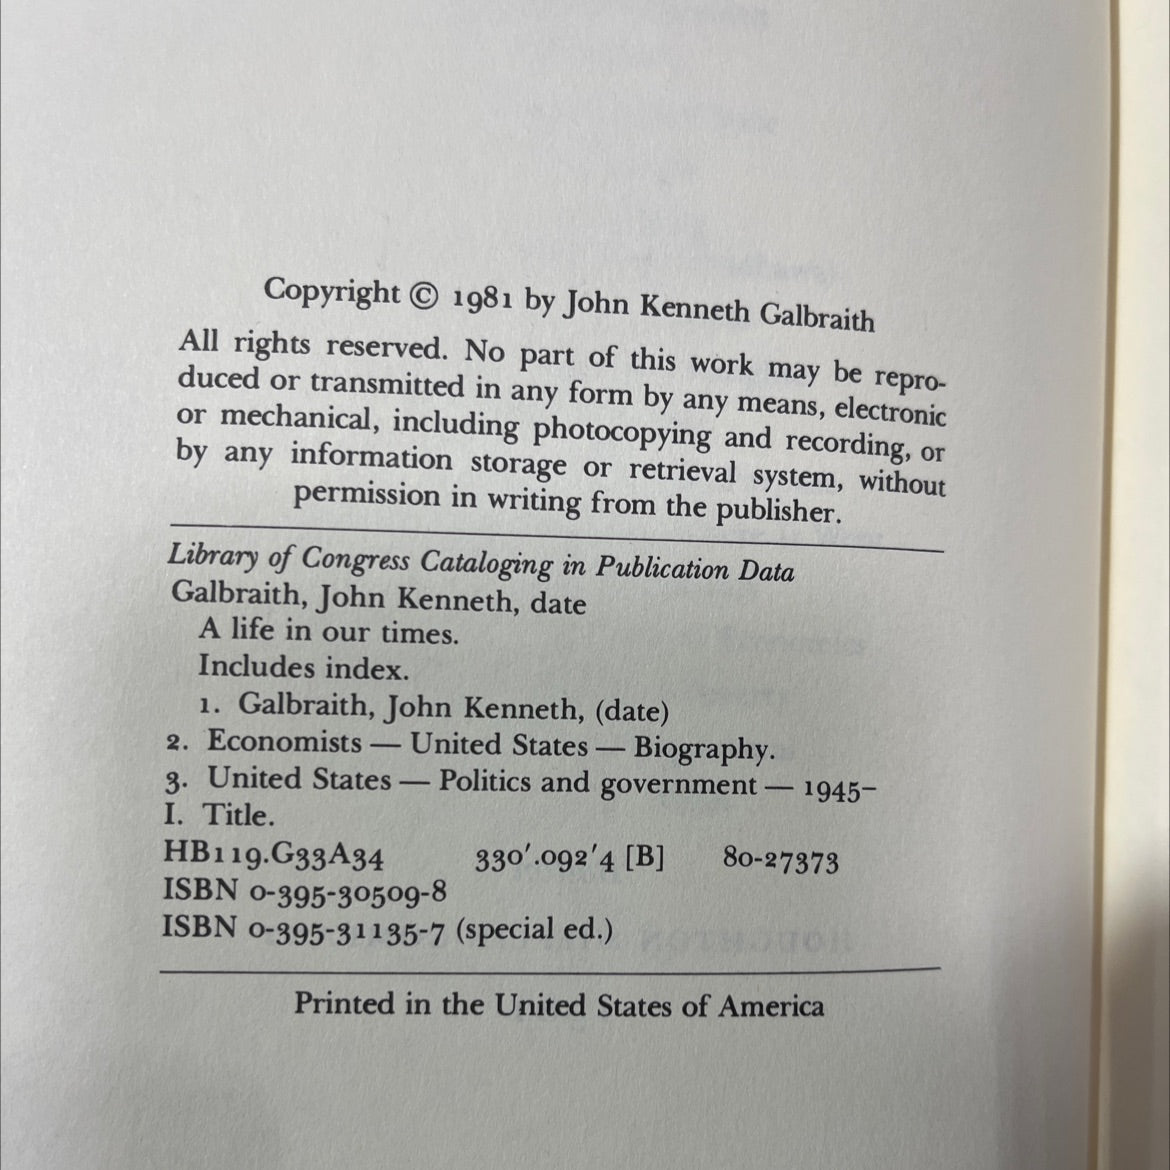 Copyright © 1981 by John Kenneth Galbraith
All rights reserved. No part of this work may be repro-
duced or transmitted in any form by any means, electronic
or mechanical, including photocopying and recording, or
by any information storage or retrieval system, without
permission in writing from the publisher.
Library of Congress Cataloging in Publication Data
Galbraith, John Kenneth, date
A life in our times.
Includes index.
1. Galbraith, John Kenneth, (date)
2. Economists — United States — Biography.
3. United States — Politics and government — 1945–
I. Title.
HB119.G33A34 330′.092′4 [B] 80-27373
ISBN 0-395-30509-8
ISBN 0-395-31135-7 (special ed.)
Printed in the United States of America